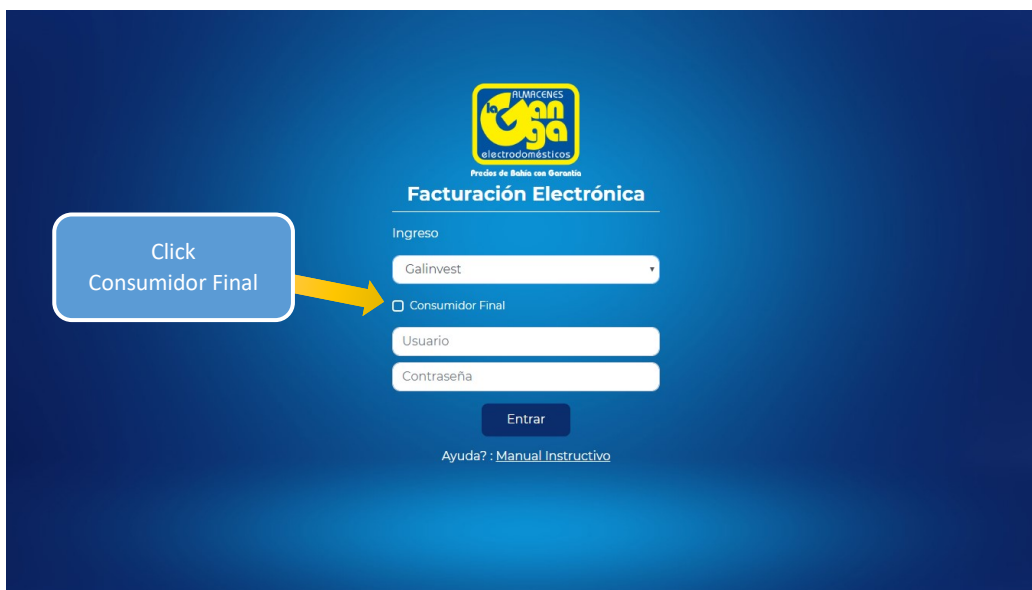 ALMACENES
la Ganga
electrodomésticos
Precios de Bahía con Garantía
Facturación Electrónica
Ingreso
Click
Consumidor Final
Galinvest
Consumidor Final
Usuario
Contraseña
Entrar
Ayuda? : Manual Instructivo